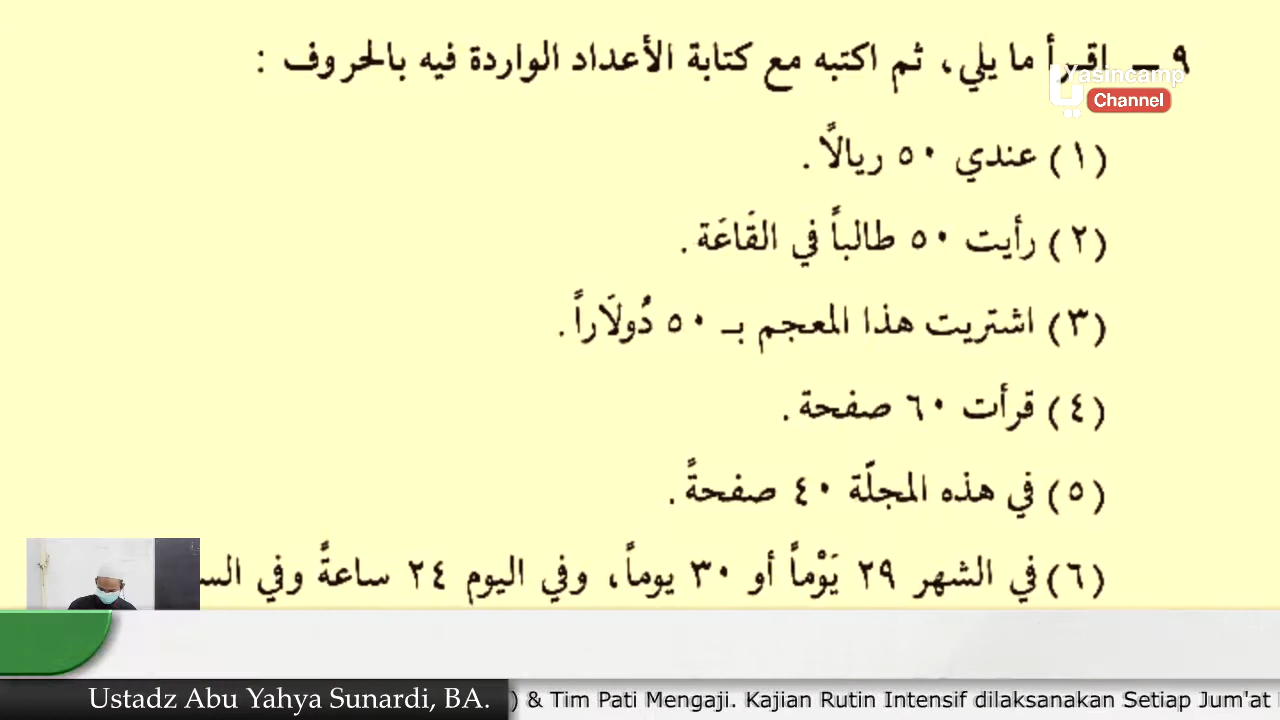 ٩ – اقرأ ما يلي، ثم اكتبه مع كتابة الأعداد الواردة فيه بالحروف :
Yasincamp
Channel
(١) عندي ٥٠ ريالًا .
(٢) رأيت ٥٠ طالباً في القَاعَة .
(٣) اشتريت هذا المعجم بـ ٥٠ دُولَاراً .
(٤) قرأت ٦٠ صفحة .
(٥) في هذه المجلّة ٤٠ صفحةً .
(٦) في الشهر ٢٩ يَوْماً أو ٣٠ يوماً، وفي اليوم ٢٤ ساعةً وفي
Ustadz Abu Yahya Sunardi, BA.
) & Tim Pati Mengaji. Kajian Rutin Intensif dilaksanakan Setiap Jum'at